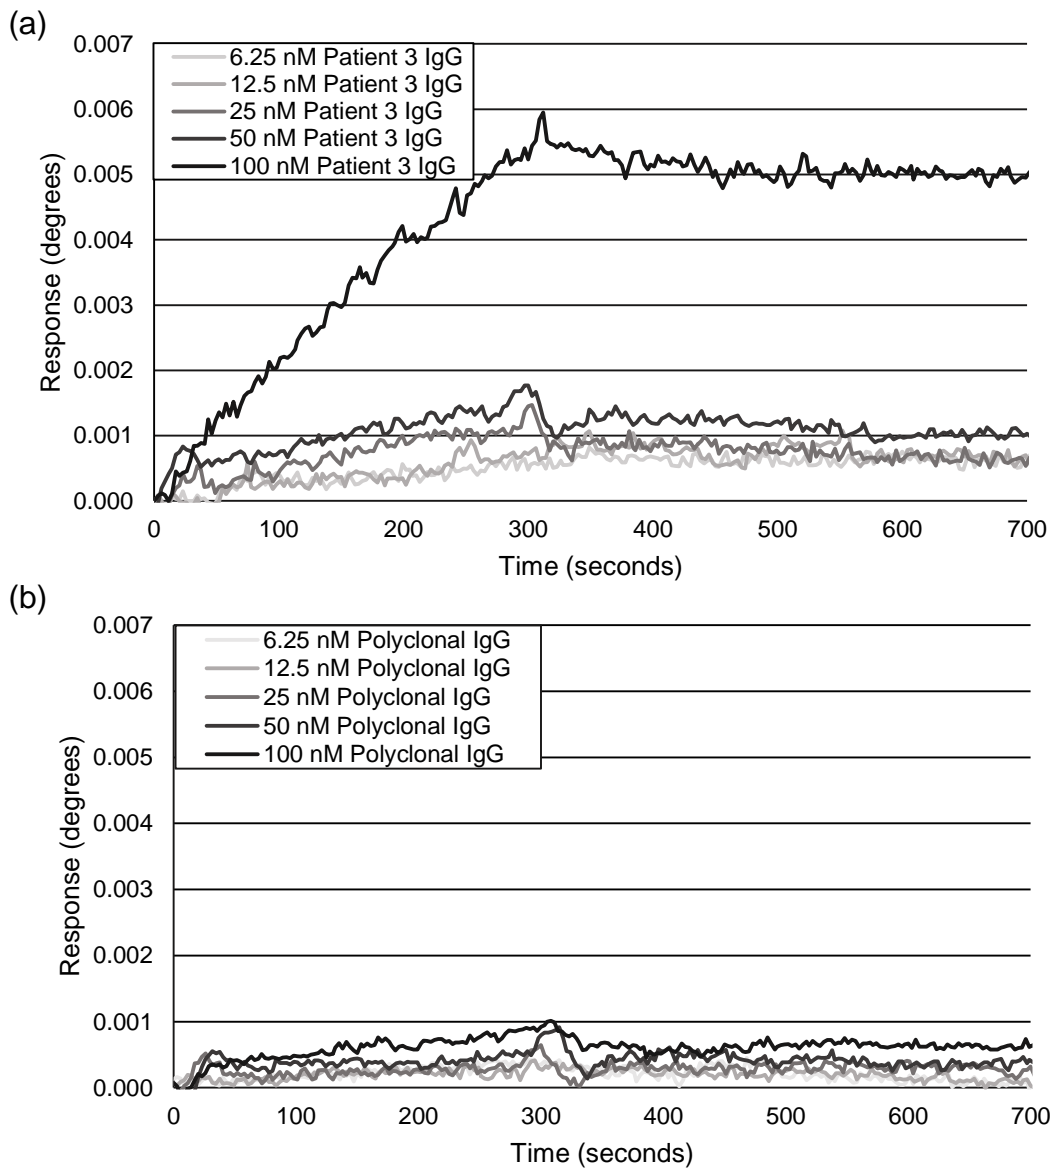 (a)
0.007
0.006
0.005
0.004
0.003
0.002
0.001
0.000
Response (degrees)
6.25 nM Patient 3 IgG
12.5 nM Patient 3 IgG
25 nM Patient 3 IgG
50 nM Patient 3 IgG
100 nM Patient 3 IgG
0 100 200 300 400 500 600 700
Time (seconds)
(b)
0.007
0.006
0.005
0.004
0.003
0.002
0.001
0.000
Response (degrees)
6.25 nM Polyclonal IgG
12.5 nM Polyclonal IgG
25 nM Polyclonal IgG
50 nM Polyclonal IgG
100 nM Polyclonal IgG
0 100 200 300 400 500 600 700
Time (seconds)